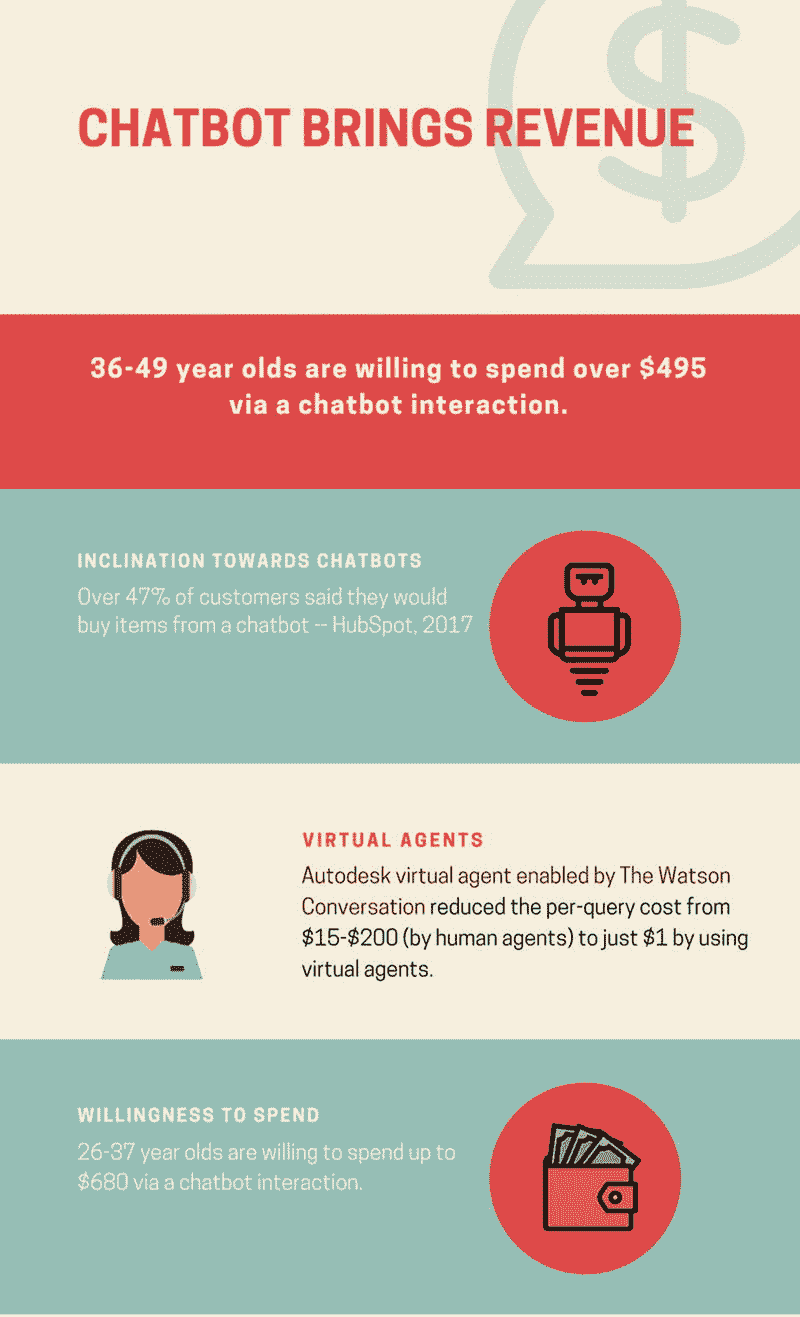 CHATBOT BRINGS REVENUE
36-49 year olds are willing to spend over $495
via a chatbot interaction.
INCLINATION TOWARDS CHATBOTS
Over 47% of customers said they would
buy items from a chatbot -- HubSpot, 2017
VIRTUAL AGENTS
Autodesk virtual agent enabled by The Watson
Conversation reduced the per-query cost from
$15-$200 (by human agents) to just $1 by using
virtual agents.
WILLINGNESS TO SPEND
26-37 year olds are willing to spend up to
$680 via a chatbot interaction.